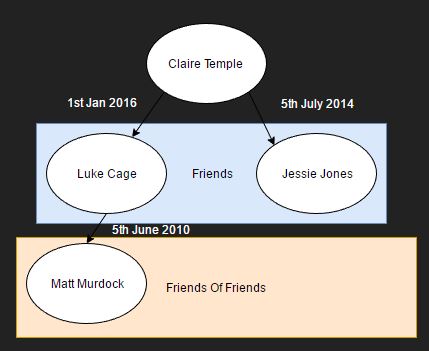 Claire Temple
1st Jan 2016
5th July 2014
Luke Cage
Friends
Jessie Jones
5th June 2010
Matt Murdock
Friends Of Friends